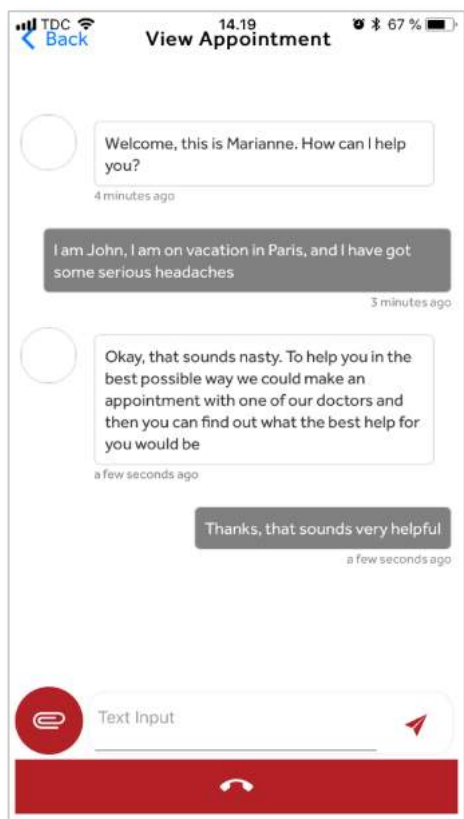 TDC 14.19 67 %
Back View Appointment
Welcome, this is Marianne. How can I help
you?
4 minutes ago
I am John, I am on vacation in Paris, and I have got
some serious headaches
3 minutes ago
Okay, that sounds nasty. To help you in the
best possible way we could make an
appointment with one of our doctors and
then you can find out what the best help for
you would be
a few seconds ago
Thanks, that sounds very helpful
a few seconds ago
Text Input